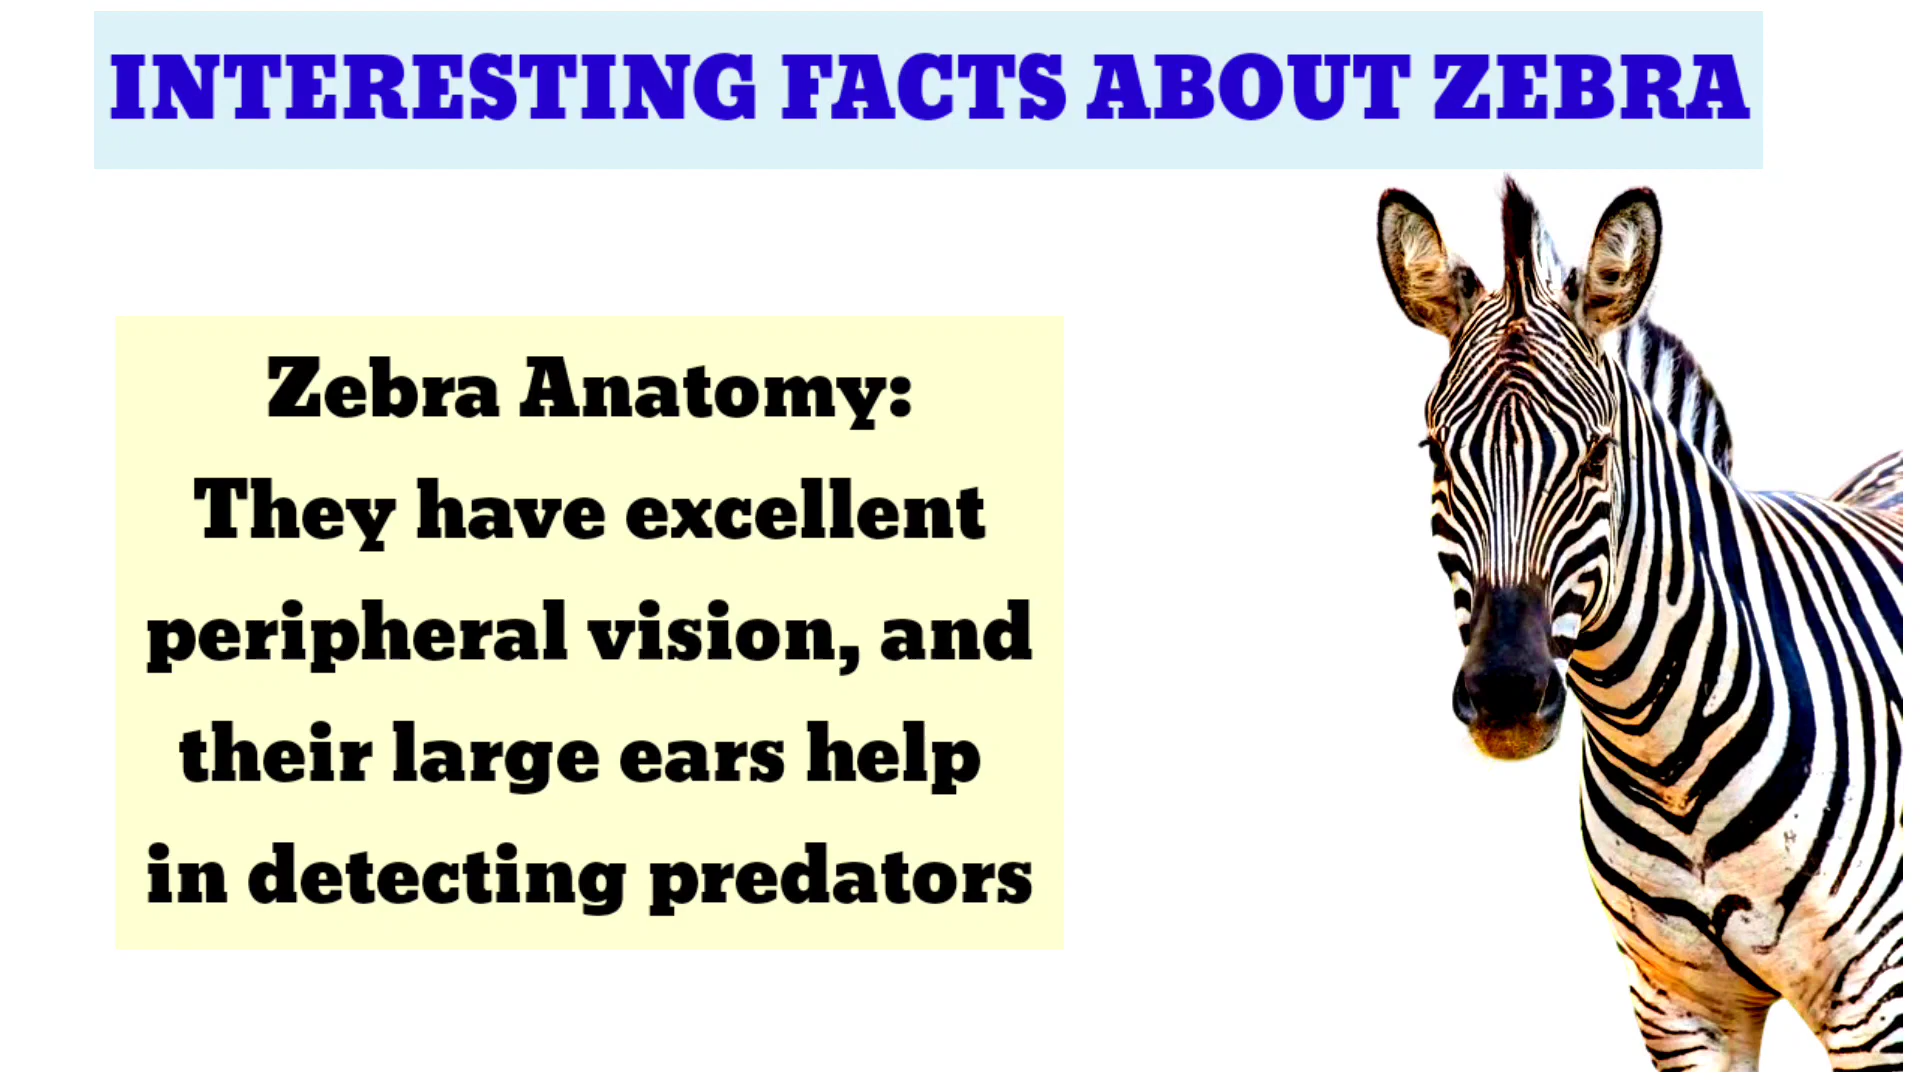 INTERESTING FACTS ABOUT ZEBRA
Zebra Anatomy:
They have excellent
peripheral vision, and
their large ears help
in detecting predators